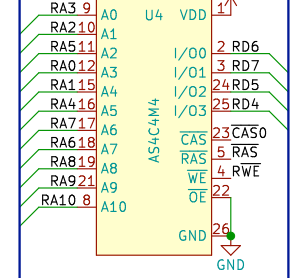 RA3 9 A0 U4 VDD 1
RA2 10 A1
RA5 11 A2 I/O0 2 RD6
RA0 12 A3 I/O1 3 RD7
RA1 15 A4 I/O2 24 RD5
RA4 16 A5 I/O3 25 RD4
RA7 17 A6 CAS 23 CAS0
RA6 18 A7 RAS 5 RAS
RA8 19 A8 WE 4 RWE
RA9 21 A9 OE 22
RA10 8 A10
AS4C4M4
GND 26
GND